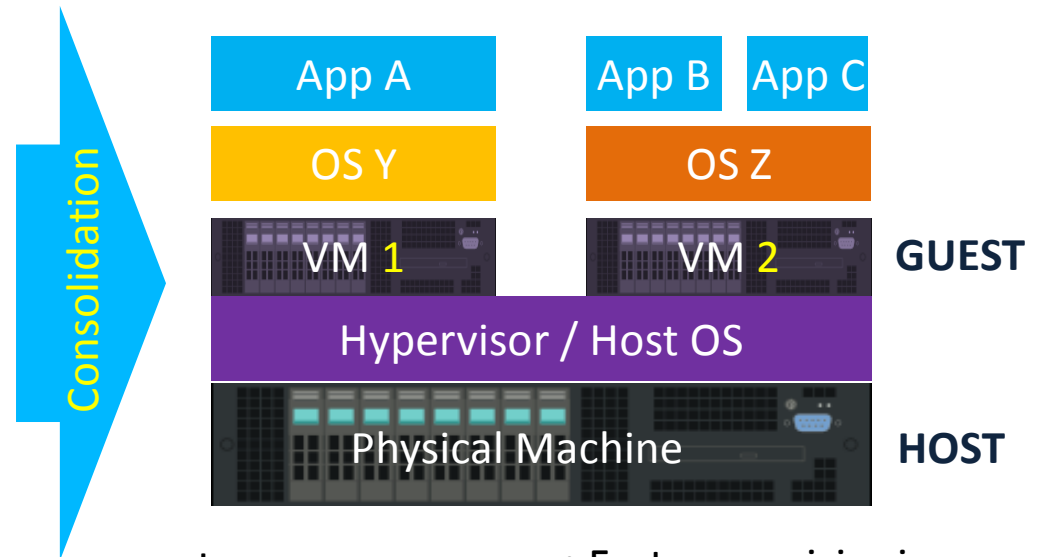 Consolidation
App A
App B
App C
OS Y
OS Z
VM 1
VM 2
GUEST
Hypervisor / Host OS
Physical Machine
HOST